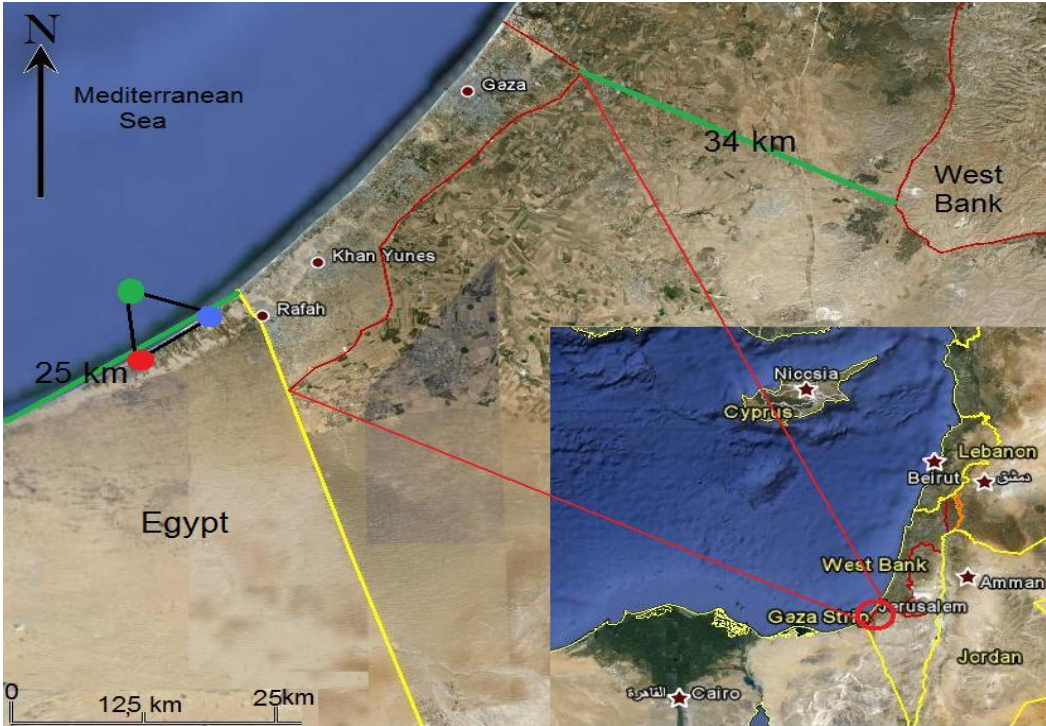 N
Mediterranean
Sea
Gaza
34 km
West
Bank
Khan Yunes
Rafah
25 km
Egypt
0
12,5 km
25km
Niccsia
Cyprus
Lebanon
Beirut
دمشق
West Bank
Amman
Jerusalem
Gaza Strip
Jordan
القاهرة
Cairo